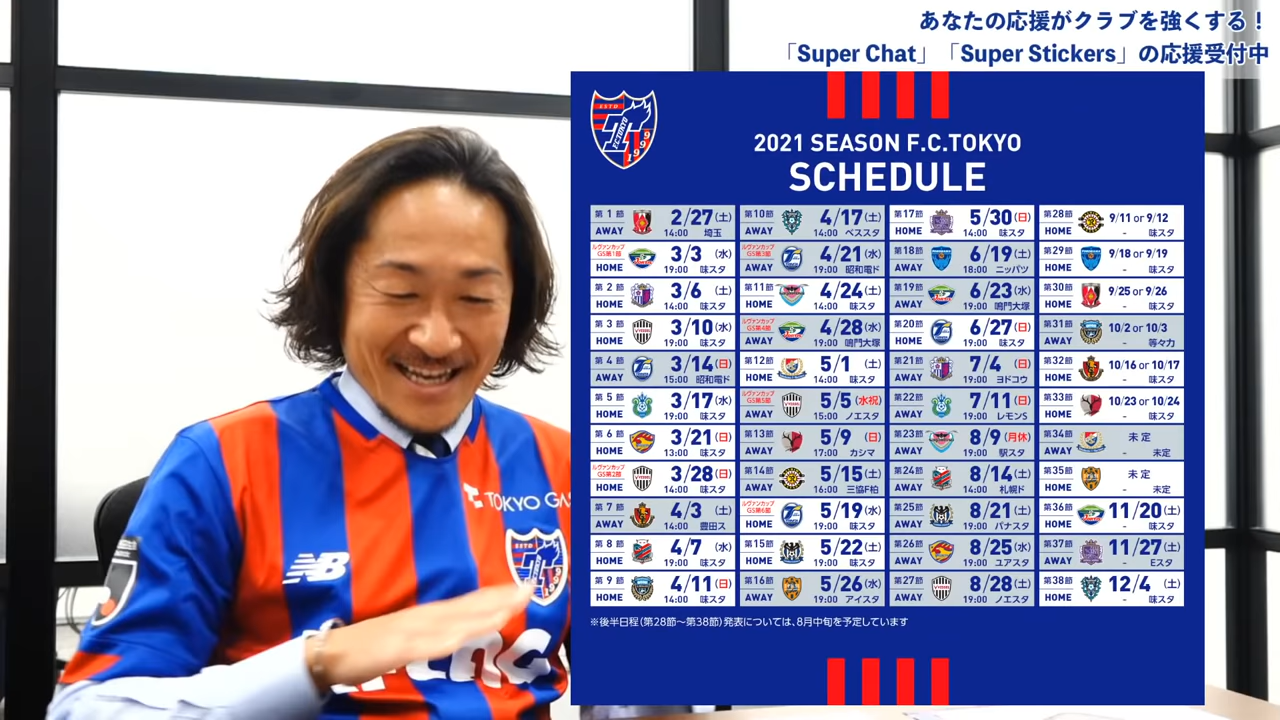 あなたの応援がクラブを強くする！
「Super Chat」「Super Stickers」の応援受付中
2021 SEASON F.C.TOKYO
SCHEDULE
第1節 AWAY 2/27(土) 14:00 埼玉
ルヴァンカップ GS第1節 HOME 3/3(水) 19:00 味スタ
第2節 HOME 3/6(土) 14:00 味スタ
第3節 HOME 3/10(水) 19:00 味スタ
第4節 AWAY 3/14(日) 15:00 昭和電ド
第5節 HOME 3/17(水) 19:00 味スタ
第6節 HOME 3/21(日) 13:00 味スタ
ルヴァンカップ GS第2節 HOME 3/28(日) 14:00 味スタ
第7節 AWAY 4/3(土) 14:00 豊田ス
第8節 HOME 4/7(水) 19:00 味スタ
第9節 HOME 4/11(日) 14:00 味スタ
第10節 AWAY 4/17(土) 14:00 ベススタ
ルヴァンカップ GS第3節 AWAY 4/21(水) 19:00 昭和電ド
第11節 HOME 4/24(土) 14:00 味スタ
ルヴァンカップ GS第4節 AWAY 4/28(水) 19:00 鳴門大塚
第12節 HOME 5/1(土) 14:00 味スタ
ルヴァンカップ GS第5節 AWAY 5/5(水祝) 15:00 ノエスタ
第13節 AWAY 5/9(日) 17:00 カシマ
第14節 AWAY 5/15(土) 16:00 三協F柏
ルヴァンカップ GS第6節 HOME 5/19(水) 19:00 味スタ
第15節 HOME 5/22(土) 19:00 味スタ
第16節 AWAY 5/26(水) 19:00 アイスタ
第17節 HOME 5/30(日) 14:00 味スタ
第18節 AWAY 6/19(土) 18:00 ニッパツ
第19節 AWAY 6/23(水) 19:00 鳴門大塚
第20節 HOME 6/27(日) 19:00 味スタ
第21節 AWAY 7/4(日) 19:00 ヨドコウ
第22節 AWAY 7/11(日) 19:00 レモンS
第23節 AWAY 8/9(月休) 19:00 駅スタ
第24節 AWAY 8/14(土) 14:00 札幌ド
第25節 AWAY 8/21(土) 19:00 パナスタ
第26節 AWAY 8/25(水) 19:00 ユアスタ
第27節 AWAY 8/28(土) 19:00 ノエスタ
第28節 HOME 9/11 or 9/12 - 味スタ
第29節 HOME 9/18 or 9/19 - 味スタ
第30節 HOME 9/25 or 9/26 - 味スタ
第31節 AWAY 10/2 or 10/3 - 等々力
第32節 HOME 10/16 or 10/17 - 味スタ
第33節 HOME 10/23 or 10/24 - 味スタ
第34節 AWAY 未定 - 未定
第35節 HOME 未定 - 未定
第36節 HOME 11/20(土) - 味スタ
第37節 AWAY 11/27(土) - Eスタ
第38節 HOME 12/4(土) - 味スタ
※後半日程(第28節～第38節)発表については、8月中旬を予定しています
TOKYO GAS
NB